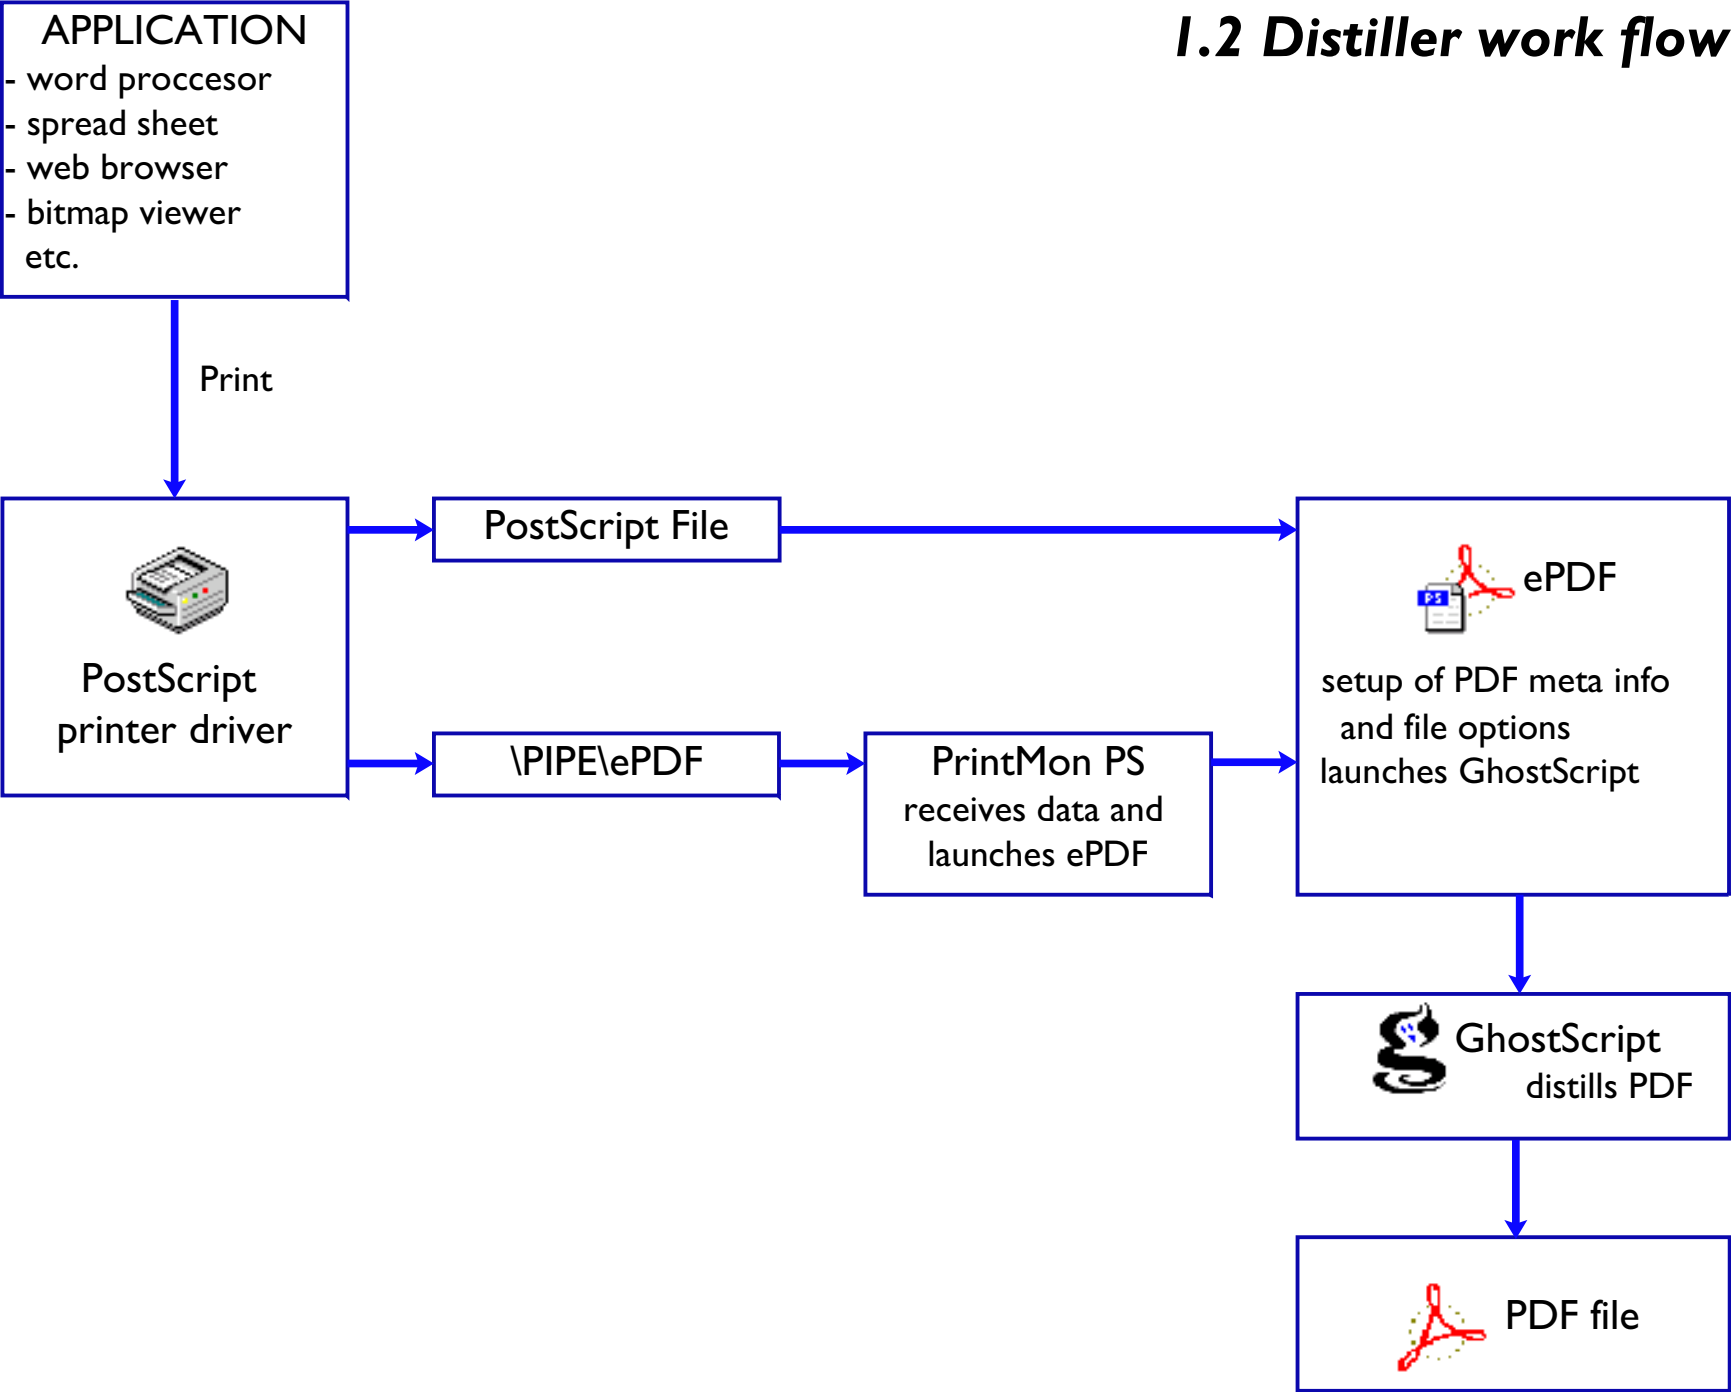 1.2 Distiller work flow
APPLICATION
- word proccesor
- spread sheet
- web browser
- bitmap viewer
etc.
Print
PostScript
printer driver
PostScript File
\PIPE\ePDF
PrintMon PS
receives data and
launches ePDF
PS
ePDF
setup of PDF meta info
and file options
launches GhostScript
GhostScript
distills PDF
PDF file